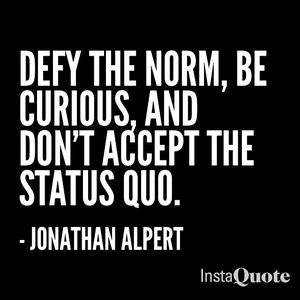 DEFY THE NORM, BE
CURIOUS, AND
DON'T ACCEPT THE
STATUS QUO.
- JONATHAN ALPERT
InstaQuote